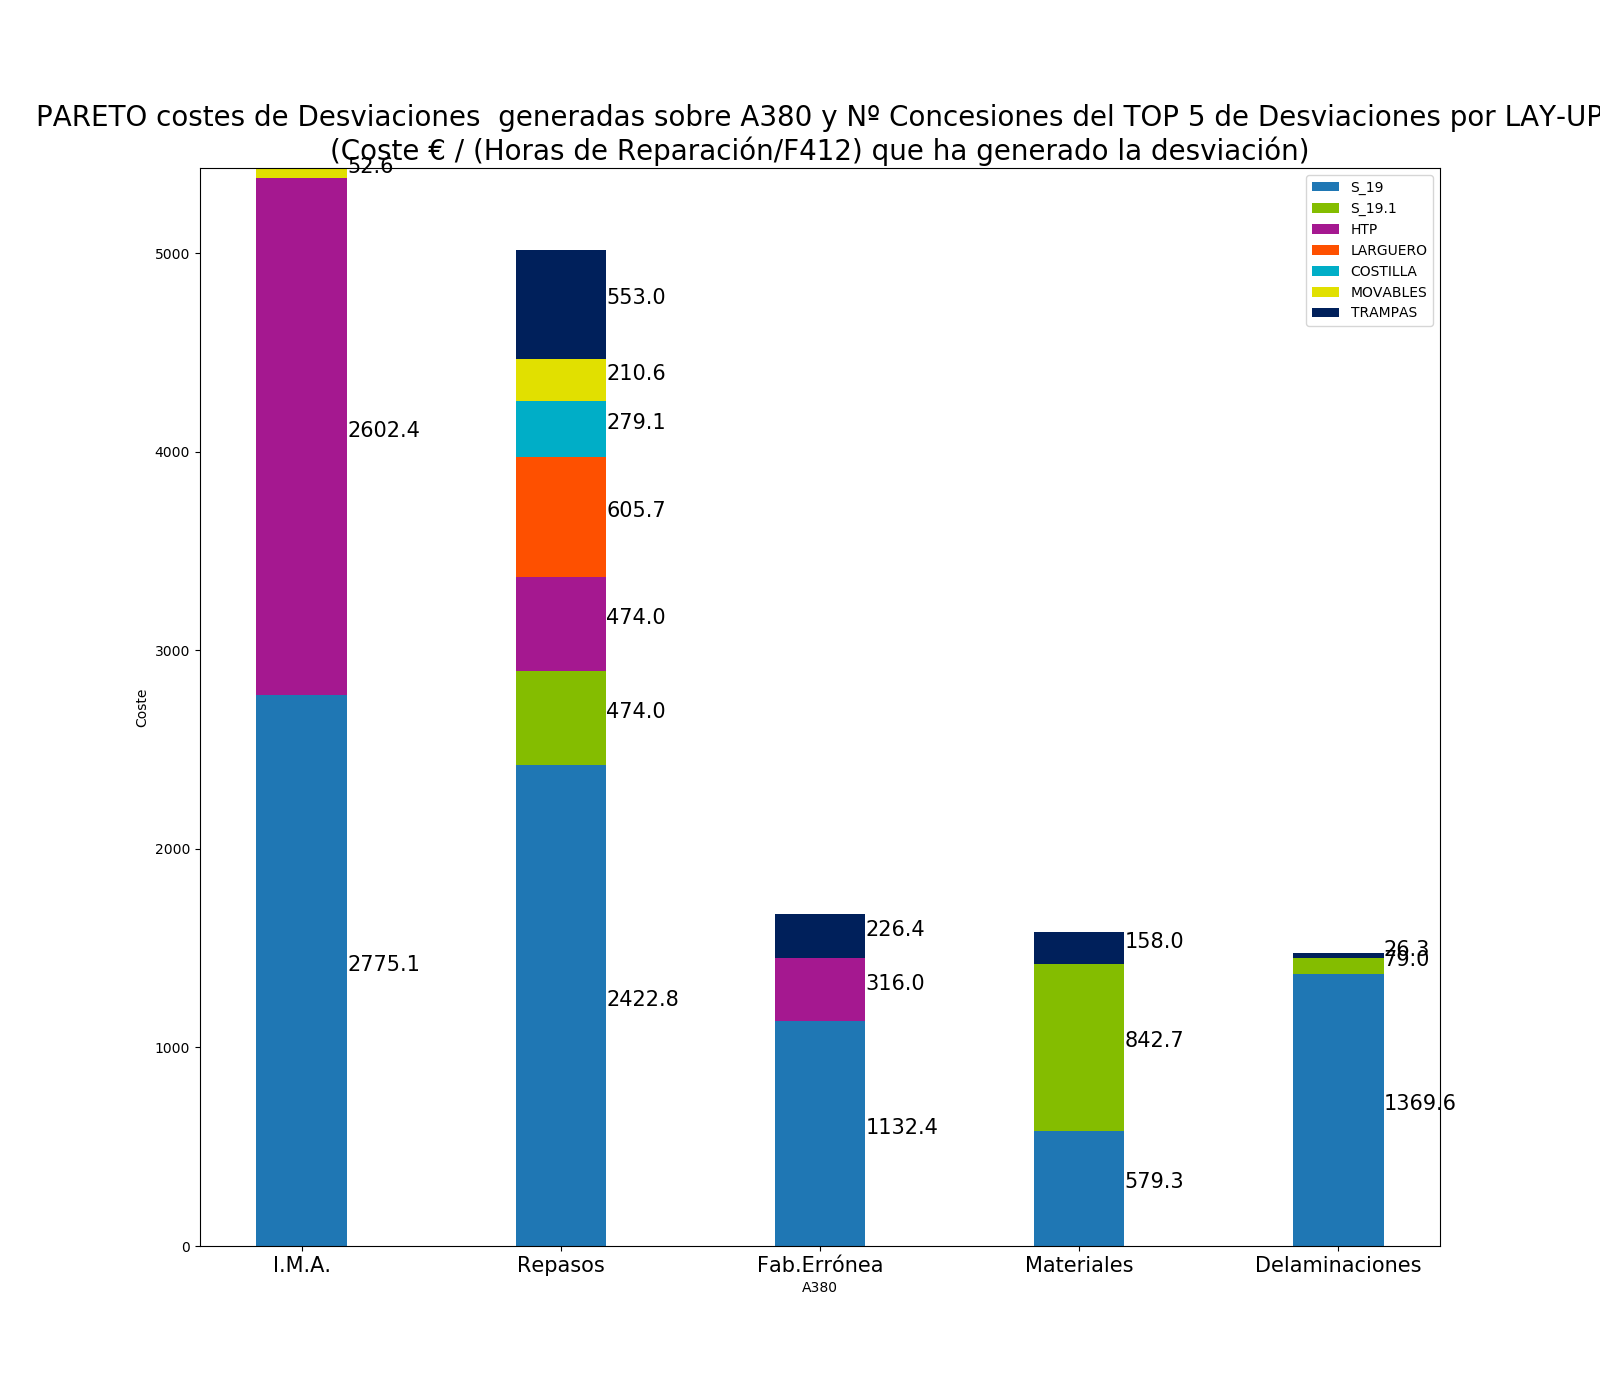 PARETO costes de Desviaciones  generadas sobre A380 y Nº Concesiones del TOP 5 de Desviaciones por LAY-UP
(Coste € / (Horas de Reparación/F412) que ha generado la desviación)
S_19
S_19.1
HTP
LARGUERO
COSTILLA
MOVABLES
TRAMPAS
Coste
5000
4000
3000
2000
1000
0
52.6
2602.4
2775.1
553.0
210.6
279.1
605.7
474.0
474.0
2422.8
226.4
316.0
1132.4
158.0
842.7
579.3
26.3
79.0
1369.6
I.M.A.
Repasos
Fab.Errónea
Materiales
Delaminaciones
A380